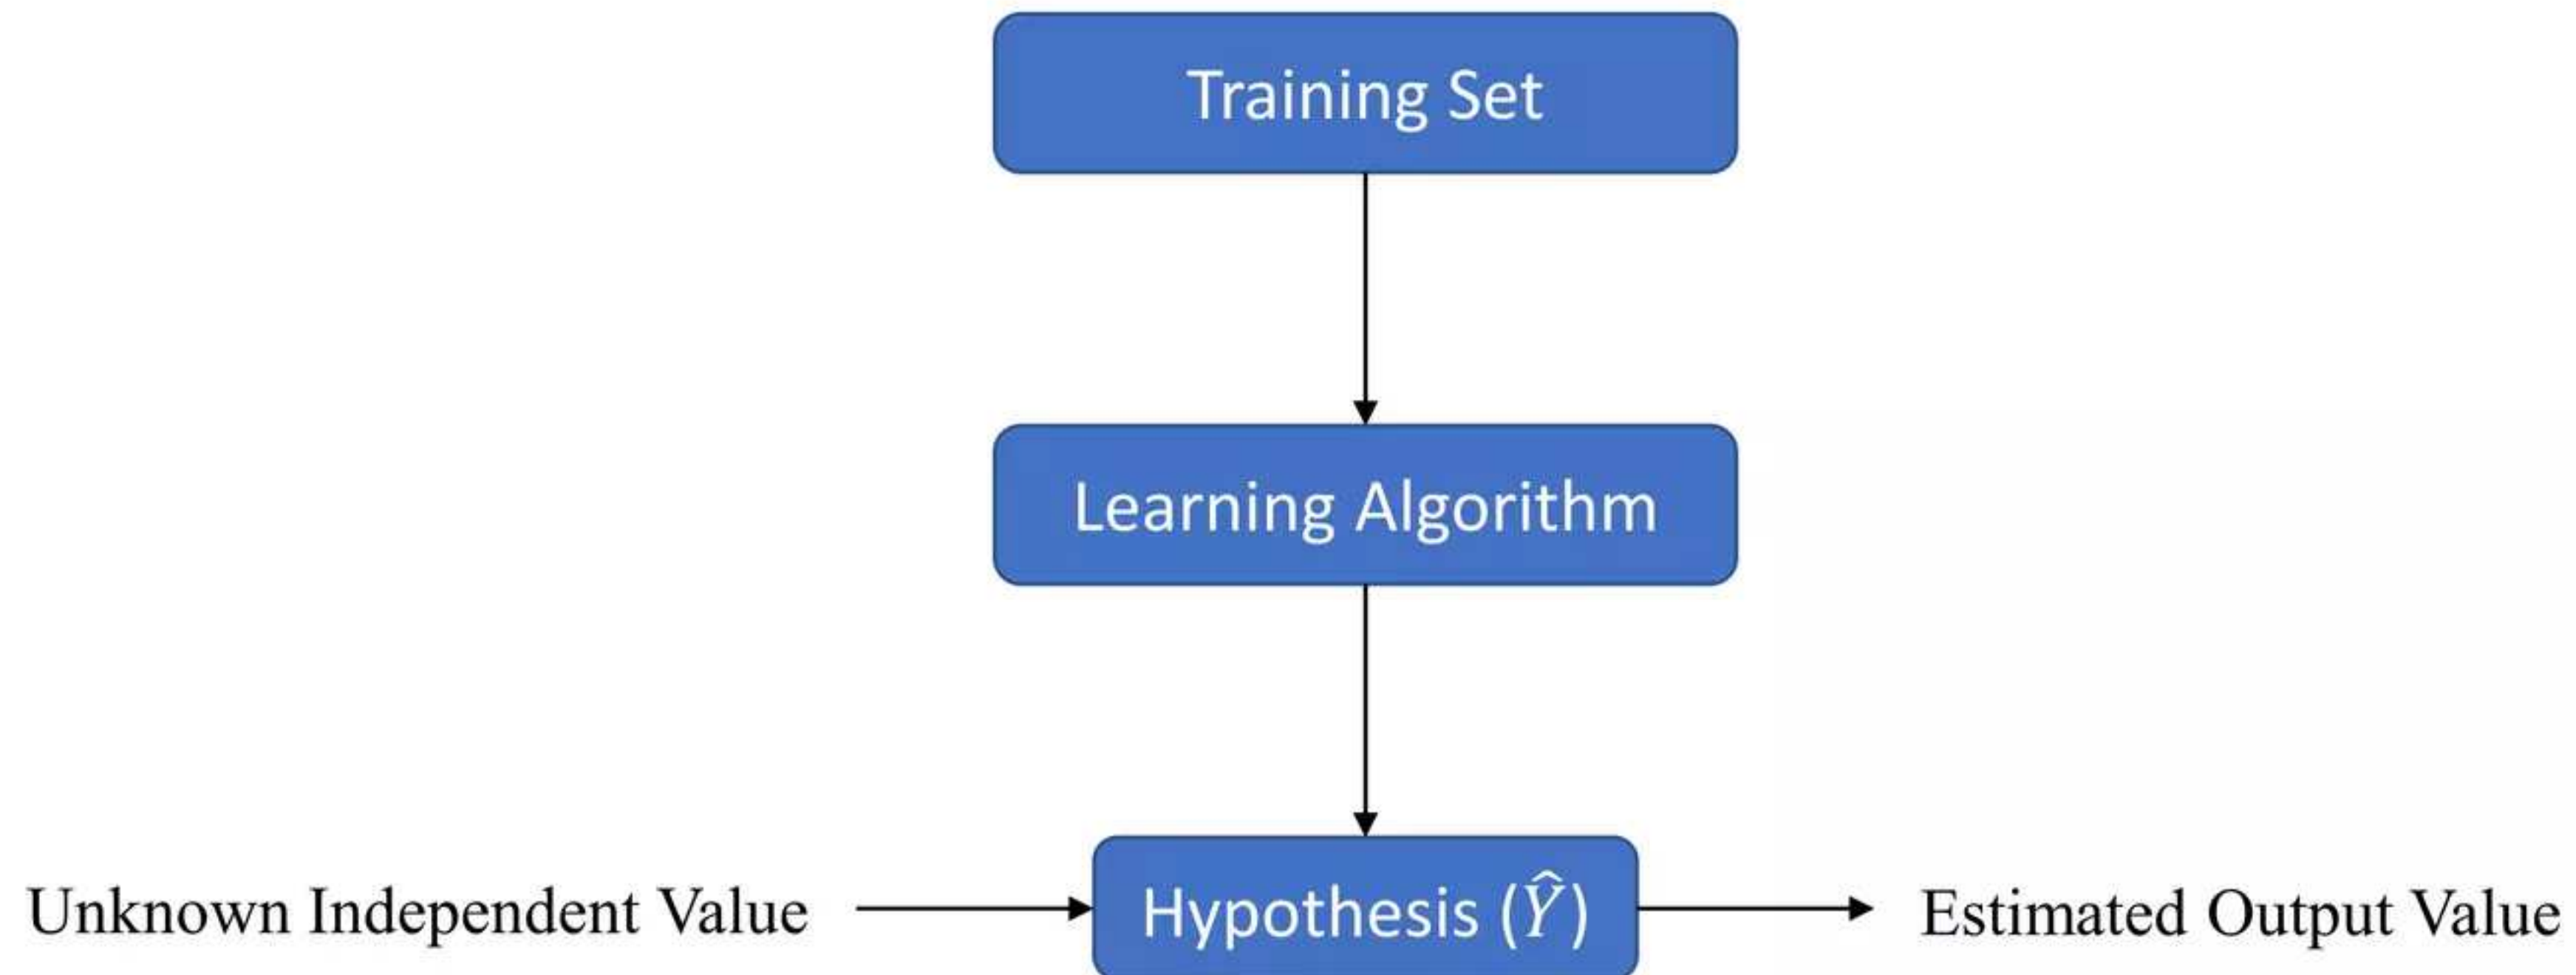 Training Set
Learning Algorithm
Unknown Independent Value
Hypothesis (Ŷ)
Estimated Output Value